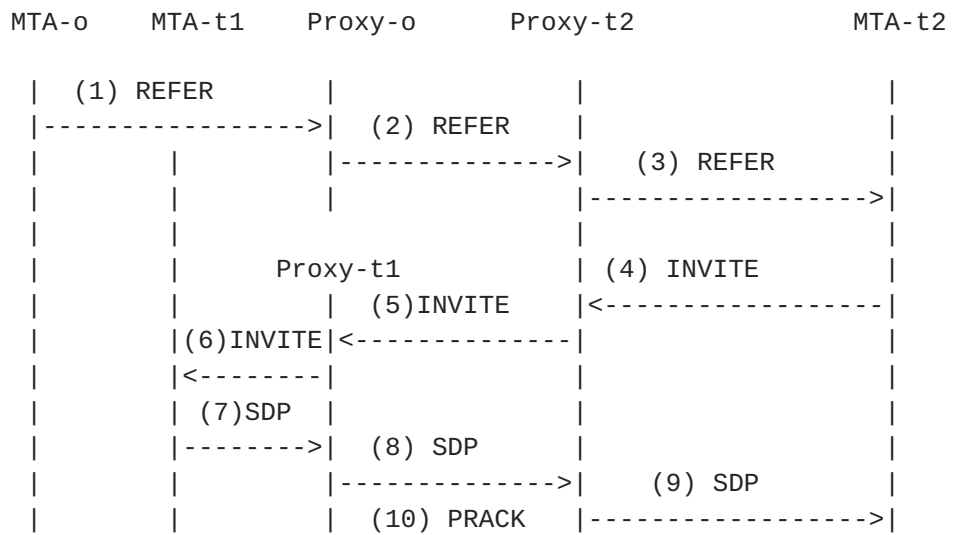 MTA-o MTA-t1 Proxy-o Proxy-t2 MTA-t2
(1) REFER
(2) REFER
(3) REFER
Proxy-t1 (4) INVITE
(5)INVITE
(6)INVITE
(7)SDP
(8) SDP
(9) SDP
(10) PRACK